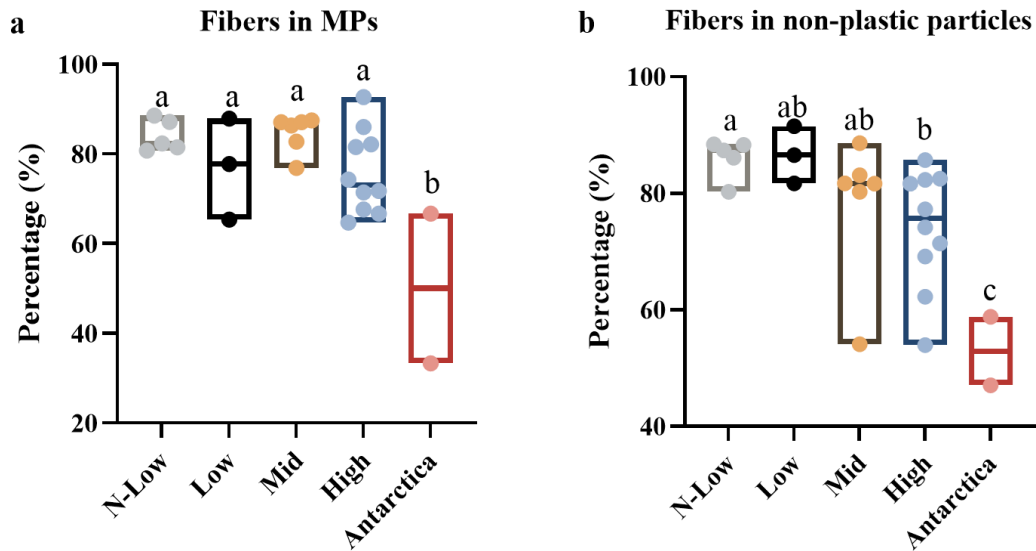 a
Fibers in MPs
Percentage (%)
100
80
60
40
20
a
a
a
a
b
N-Low
Low
Mid
High
Antarctica
b
Fibers in non-plastic particles
Percentage (%)
100
80
60
40
a
ab
ab
b
c
N-Low
Low
Mid
High
Antarctica